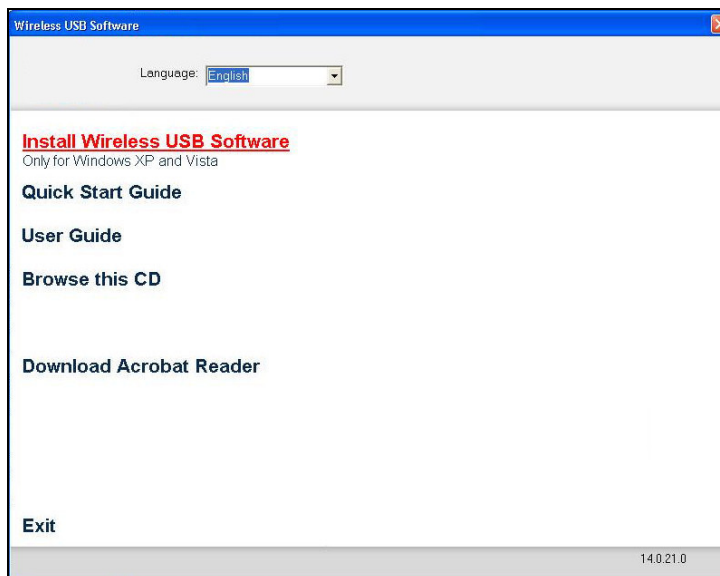 Wireless USB Software
Language: English
Install Wireless USB Software
Only for Windows XP and Vista
Quick Start Guide
User Guide
Browse this CD
Download Acrobat Reader
Exit
14.0.21.0